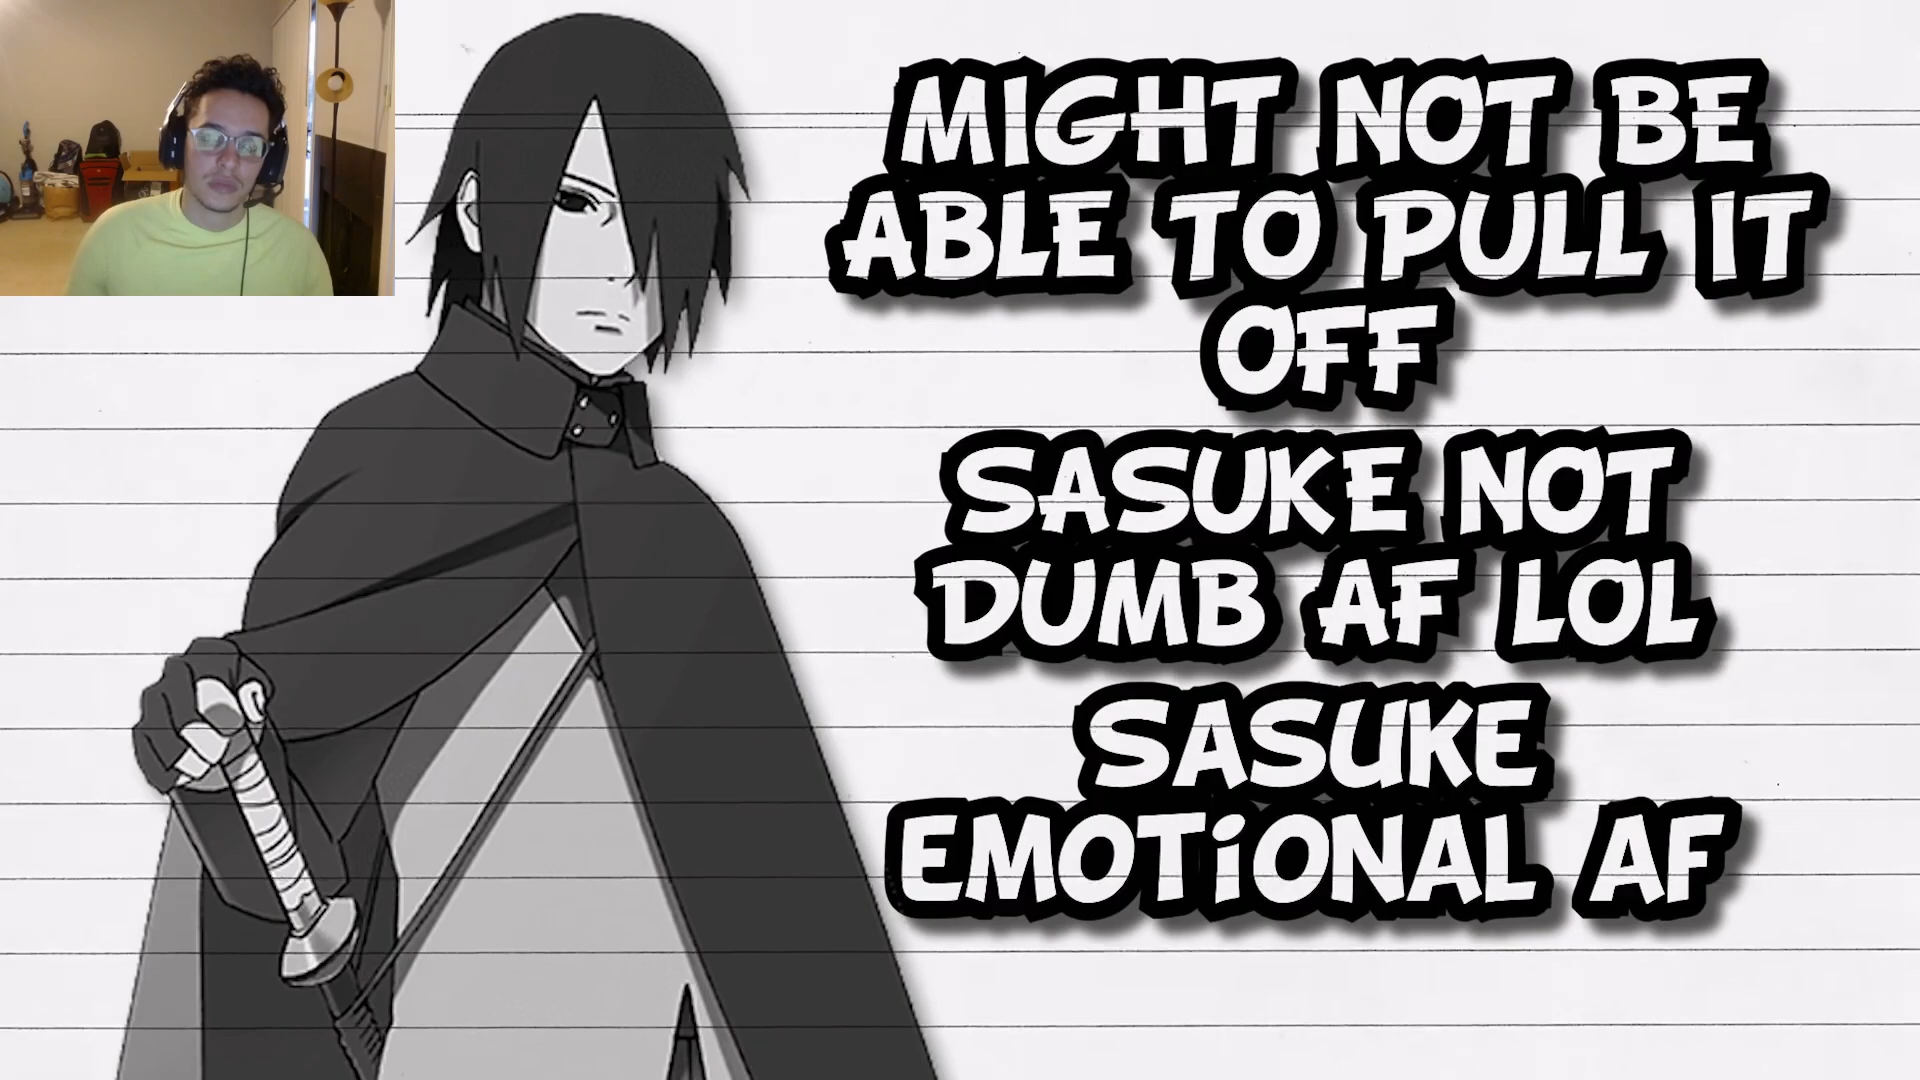 MIGHT NOT BE
ABLE TO PULL IT
OFF
SASUKE NOT
DUMB AF LOL
SASUKE
EMOTIONAL AF